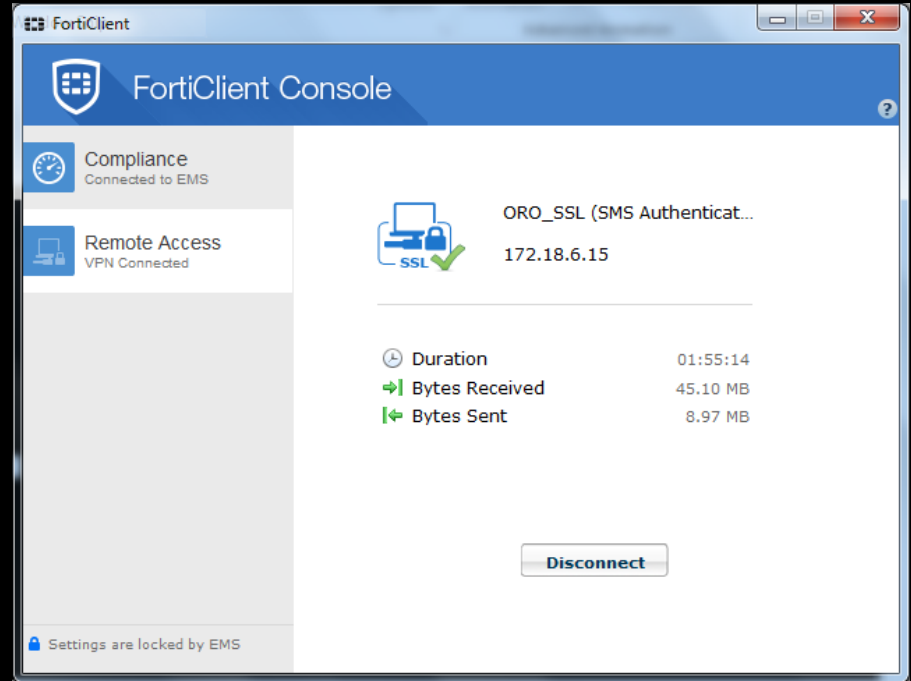 FortiClient
FortiClient Console
?
Compliance
Connected to EMS
Remote Access
VPN Connected
SSL
ORO_SSL (SMS Authenticat...
172.18.6.15
Duration 01:55:14
Bytes Received 45.10 MB
Bytes Sent 8.97 MB
Disconnect
Settings are locked by EMS